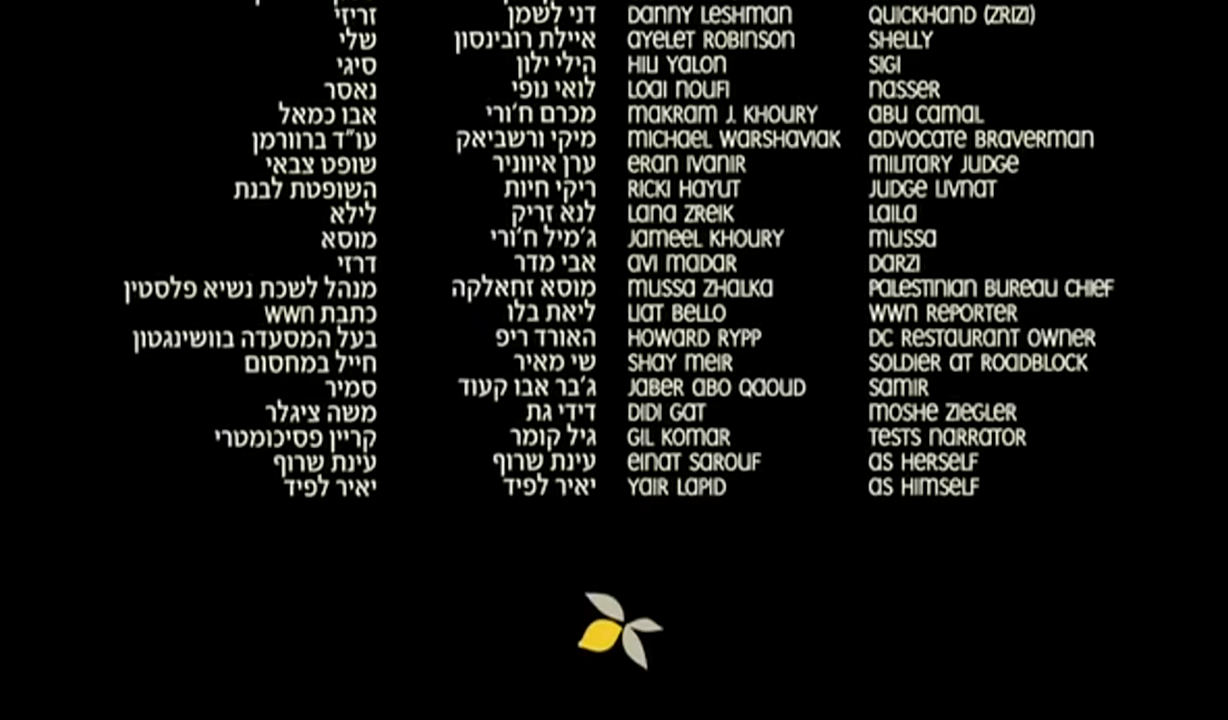 זריזי דני לשמן DANNY LESHMAN QUICKHAND (ZRIZI)
שלי איילת רובינסון AYELET ROBINSON SHELLY
סיגי הילי ילון HILI YALON SIGI
נאסר לואי נופי LOAI NOUFI NASSER
אבו כמאל מכרם ח'ורי MAKRAM J. KHOURY ABU CAMAL
עו"ד ברוורמן מיקי ורשביאק MICHAEL WARSHAVIAK ADVOCATE BRAVERMAN
שופט צבאי ערן איווניר ERAN IVANIR MILITARY JUDGE
השופטת לבנת ריקי חיות RICKI HAYUT JUDGE LIVNAT
לילא לנא זריק LANA ZREIK LAILA
מוסא ג'מיל ח'ורי JAMEEL KHOURY MUSSA
דרזי אבי מדר AVI MADAR DARZI
מנהל לשכת נשיא פלסטין מוסא זחאלקה MUSSA ZHALKA PALESTINIAN BUREAU CHIEF
כתבת WWN ליאת בלו LIAT BELLO WWN REPORTER
בעל המסעדה בוושינגטון האורד ריפ HOWARD RYPP DC RESTAURANT OWNER
חייל במחסום שי מאיר SHAY MEIR SOLDIER AT ROADBLOCK
סמיר ג'בר אבו קעוד JABER ABO QAOUD SAMIR
משה ציגלר דידי גת DIDI GAT MOSHE ZIEGLER
קריין פסיכומטרי גיל קומר GIL KOMAR TESTS NARRATOR
עינת שרוף עינת שרוף EINAT SAROUF AS HERSELF
יאיר לפיד יאיר לפיד YAIR LAPID AS HIMSELF